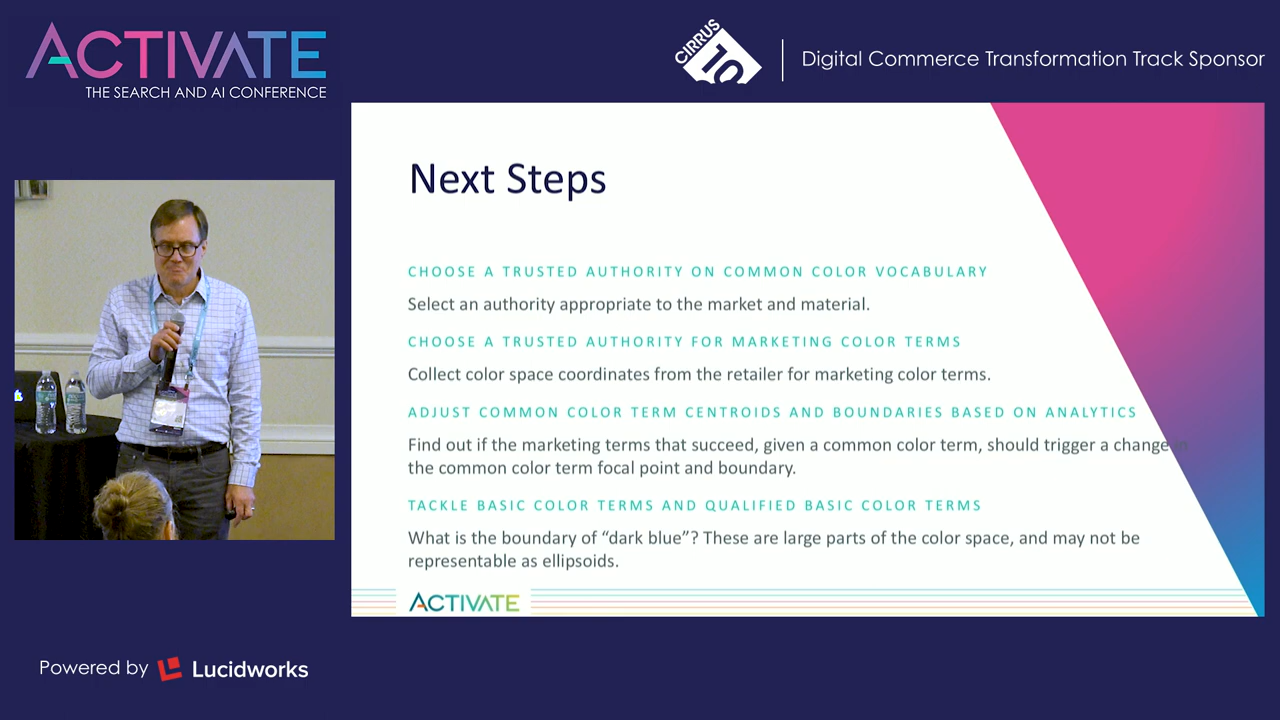 ACTIVATE
THE SEARCH AND AI CONFERENCE
CIRRUS
10
Digital Commerce Transformation Track Sponsor
Next Steps
CHOOSE A TRUSTED AUTHORITY ON COMMON COLOR VOCABULARY
Select an authority appropriate to the market and material.
CHOOSE A TRUSTED AUTHORITY FOR MARKETING COLOR TERMS
Collect color space coordinates from the retailer for marketing color terms.
ADJUST COMMON COLOR TERM CENTROIDS AND BOUNDARIES BASED ON ANALYTICS
Find out if the marketing terms that succeed, given a common color term, should trigger a change in
the common color term focal point and boundary.
TACKLE BASIC COLOR TERMS AND QUALIFIED BASIC COLOR TERMS
What is the boundary of “dark blue”? These are large parts of the color space, and may not be
representable as ellipsoids.
ACTIVATE
Powered by Lucidworks